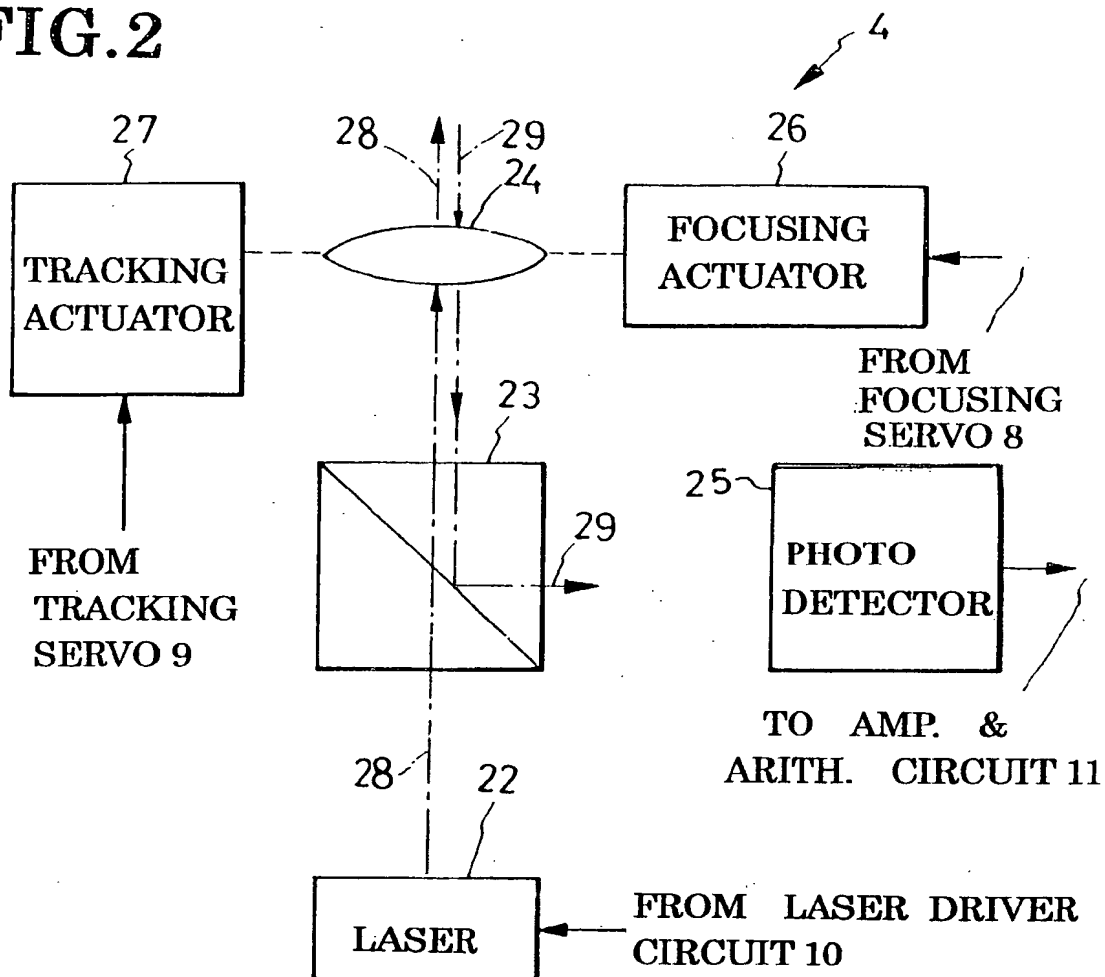 FIG.2
4
27
28
29
24
26
TRACKING
ACTUATOR
FOCUSING
ACTUATOR
FROM
FOCUSING
SERVO 8
23
25
29
PHOTO
DETECTOR
FROM
TRACKING
SERVO 9
TO AMP. &
ARITH. CIRCUIT 11
28
22
LASER
FROM LASER DRIVER
CIRCUIT 10